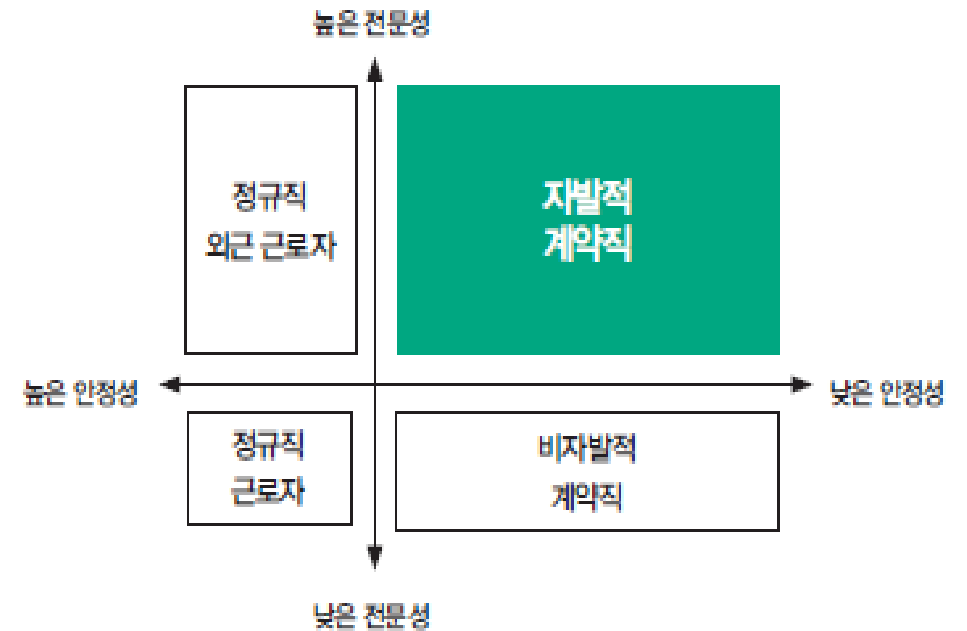 높은 전문성
정규직
외근 근로자
자발적
계약직
높은 안정성
낮은 안정성
정규직
근로자
비자발적
계약직
낮은 전문성